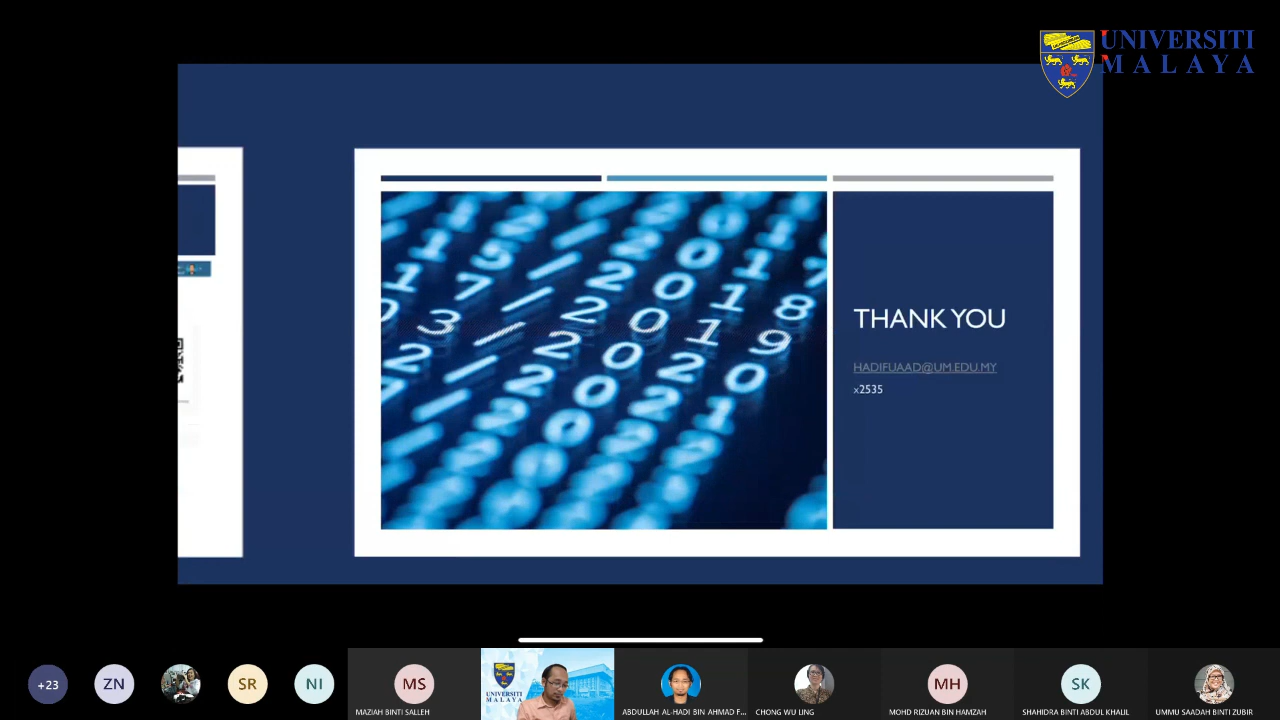 UNIVERSITI
MALAYA
THANK YOU
HADIFUAAD@UM.EDU.MY
x2535
+23
ZN
SR
NI
MS
MAZIAH BINTI SALLEH
UNIVERSITI
MALAYA
ABDULLAH AL-HADI BIN AHMAD F...
CHONG WU LING
MH
MOHD RIZUAN BIN HAMZAH
SK
SHAHIDRA BINTI ABDUL KHALIL
UMMU SAADAH BINTI ZUBIR